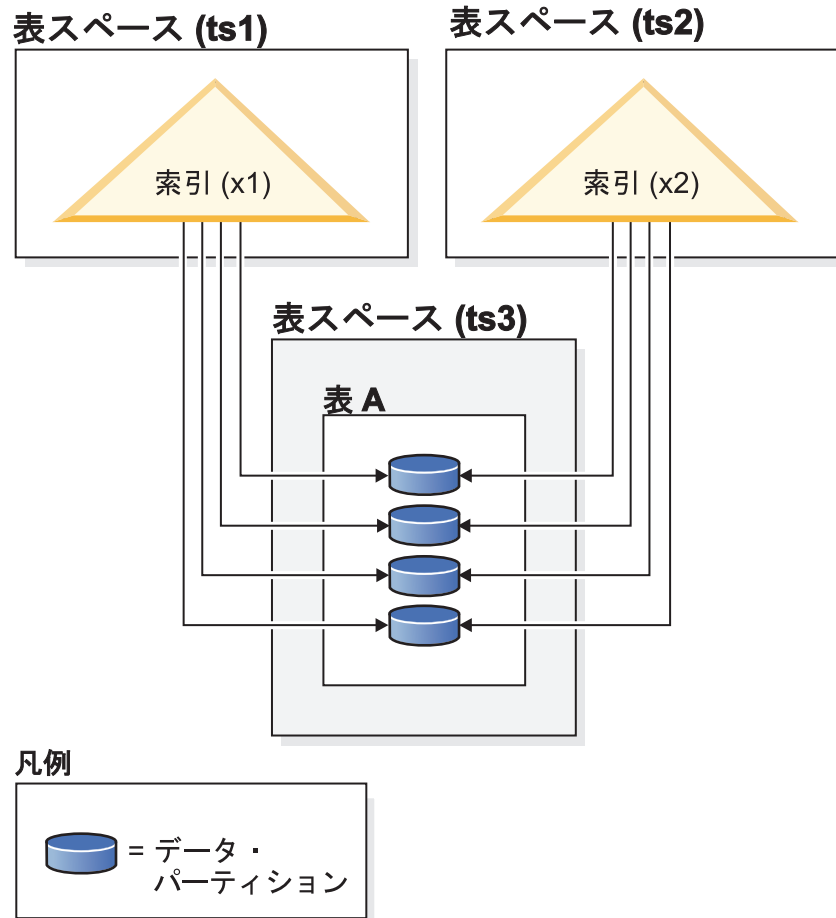 表スペース (ts1)
表スペース (ts2)
索引 (x1)
索引 (x2)
表スペース (ts3)
表 A
凡例
= データ・
パーティション